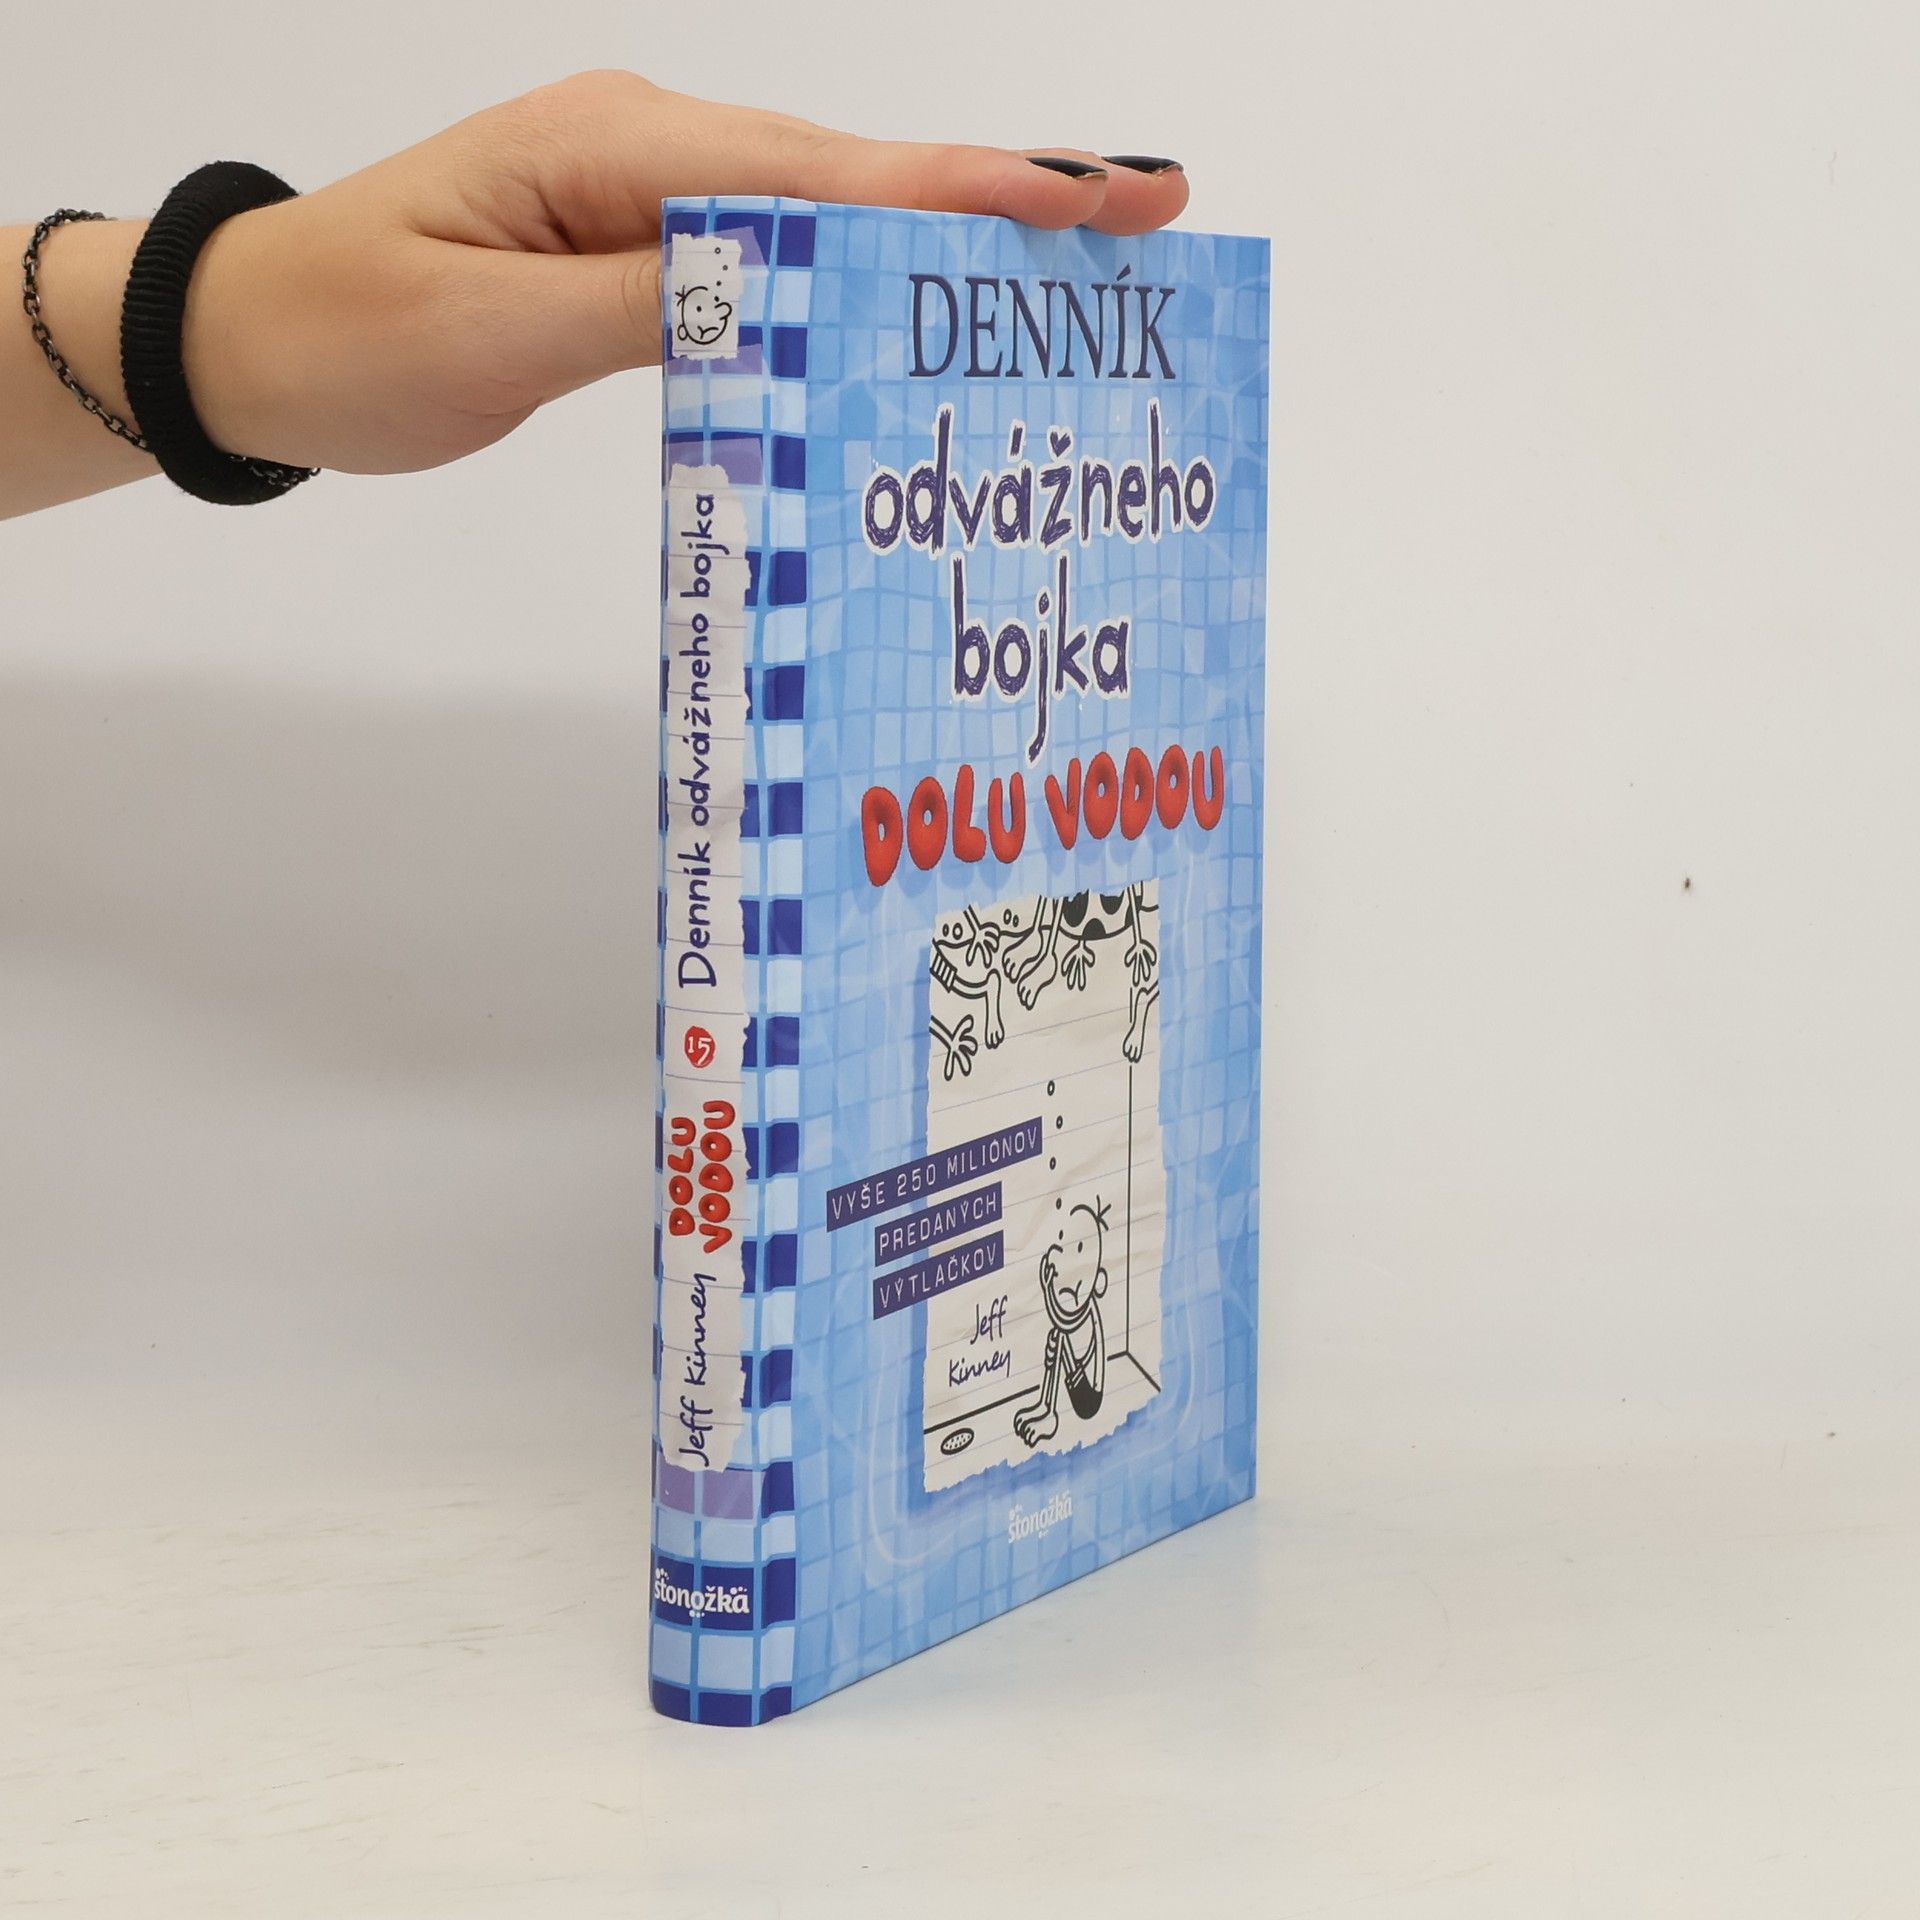 DENNÍK
odvážneho
bojka
DOLU VODOU
VYŠE 250 MILIÓNOV
PREDANÝCH
VÝTLAČKOV
Jeff
Kinney
stonožka
Jeff Kinney DOLU VODOU 15 Denník odvážneho bojka
stonožka